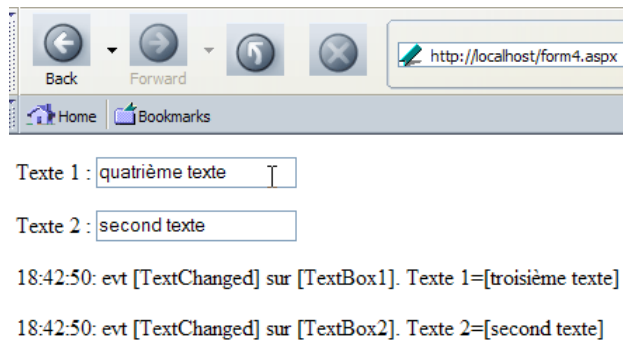 Back Forward http://localhost/form4.aspx
Home Bookmarks
Texte 1 : quatrième texte
Texte 2 : second texte
18:42:50: evt [TextChanged] sur [TextBox1]. Texte 1=[troisième texte]
18:42:50: evt [TextChanged] sur [TextBox2]. Texte 2=[second texte]